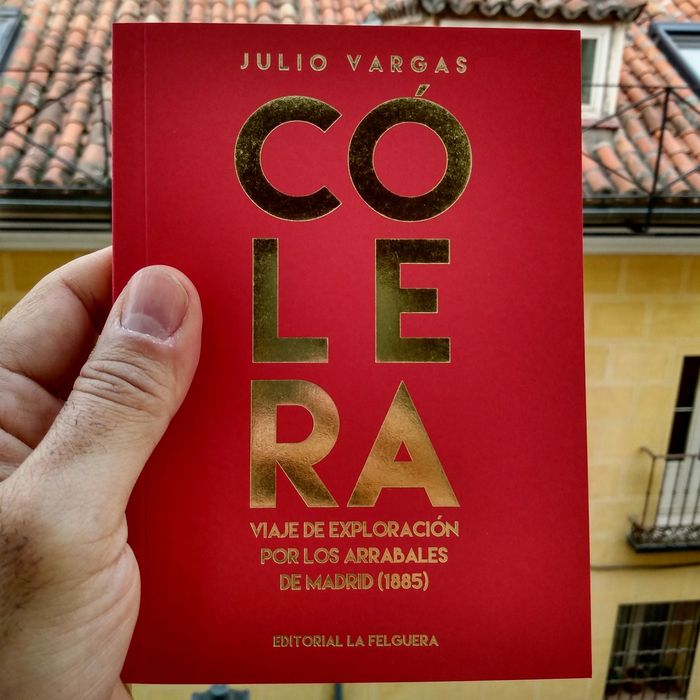 JULIO VARGAS
CÓ
LE
RA
VIAJE DE EXPLORACIÓN
POR LOS ARRABALES
DE MADRID (1885)
EDITORIAL LA FELGUERA